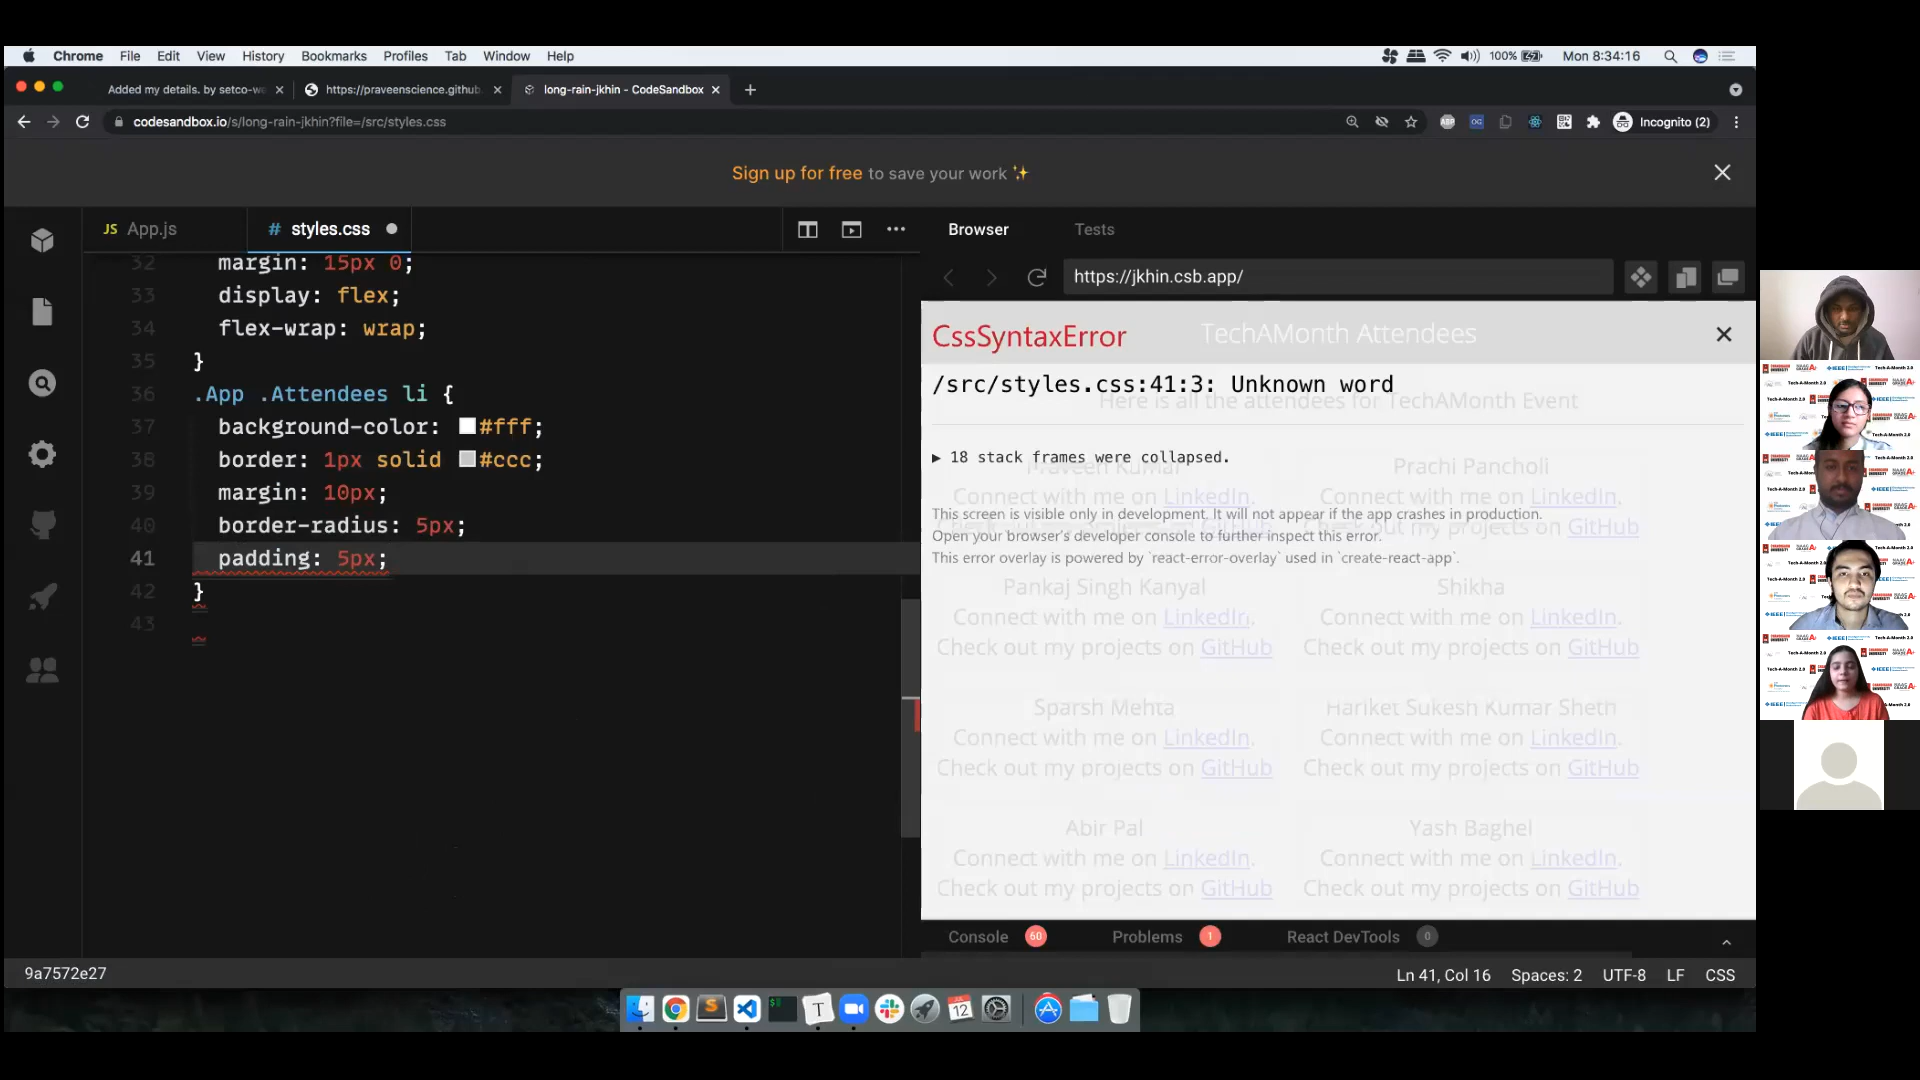 Chrome File Edit View History Bookmarks Profiles Tab Window Help
100% Mon 8:34:16
Added my details. by setco-we
https://praveenscience.github.
long-rain-jkhin - CodeSandbox
codesandbox.io/s/long-rain-jkhin?file=/src/styles.css
Incognito (2)
Sign up for free to save your work
JS App.js
# styles.css
32 margin: 15px 0;
33 display: flex;
34 flex-wrap: wrap;
35 }
36 .App .Attendees li {
37 background-color: #fff;
38 border: 1px solid #ccc;
39 margin: 10px;
40 border-radius: 5px;
41 padding: 5px;
42 }
43
Browser Tests
https://jkhin.csb.app/
CssSyntaxError
TechAMonth Attendees
/src/styles.css:41:3: Unknown word
Here is all the attendees for TechAMonth Event
▶ 18 stack frames were collapsed.
Praveen Kumar Prachi Pancholi
Connect with me on LinkedIn. Connect with me on LinkedIn.
This screen is visible only in development. It will not appear if the app crashes in production.
Check out my projects on GitHub Check out my projects on GitHub
Open your browser's developer console to further inspect this error.
This error overlay is powered by `react-error-overlay` used in `create-react-app`.
Pankaj Singh Kanyal Shikha
Connect with me on LinkedIn. Connect with me on LinkedIn.
Check out my projects on GitHub Check out my projects on GitHub
Sparsh Mehta Hariket Sukesh Kumar Sheth
Connect with me on LinkedIn. Connect with me on LinkedIn.
Check out my projects on GitHub Check out my projects on GitHub
Abir Pal Yash Baghel
Connect with me on LinkedIn. Connect with me on LinkedIn.
Check out my projects on GitHub Check out my projects on GitHub
Console 60 Problems 1 React DevTools 0
9a7572e27
Ln 41, Col 16 Spaces: 2 UTF-8 LF CSS